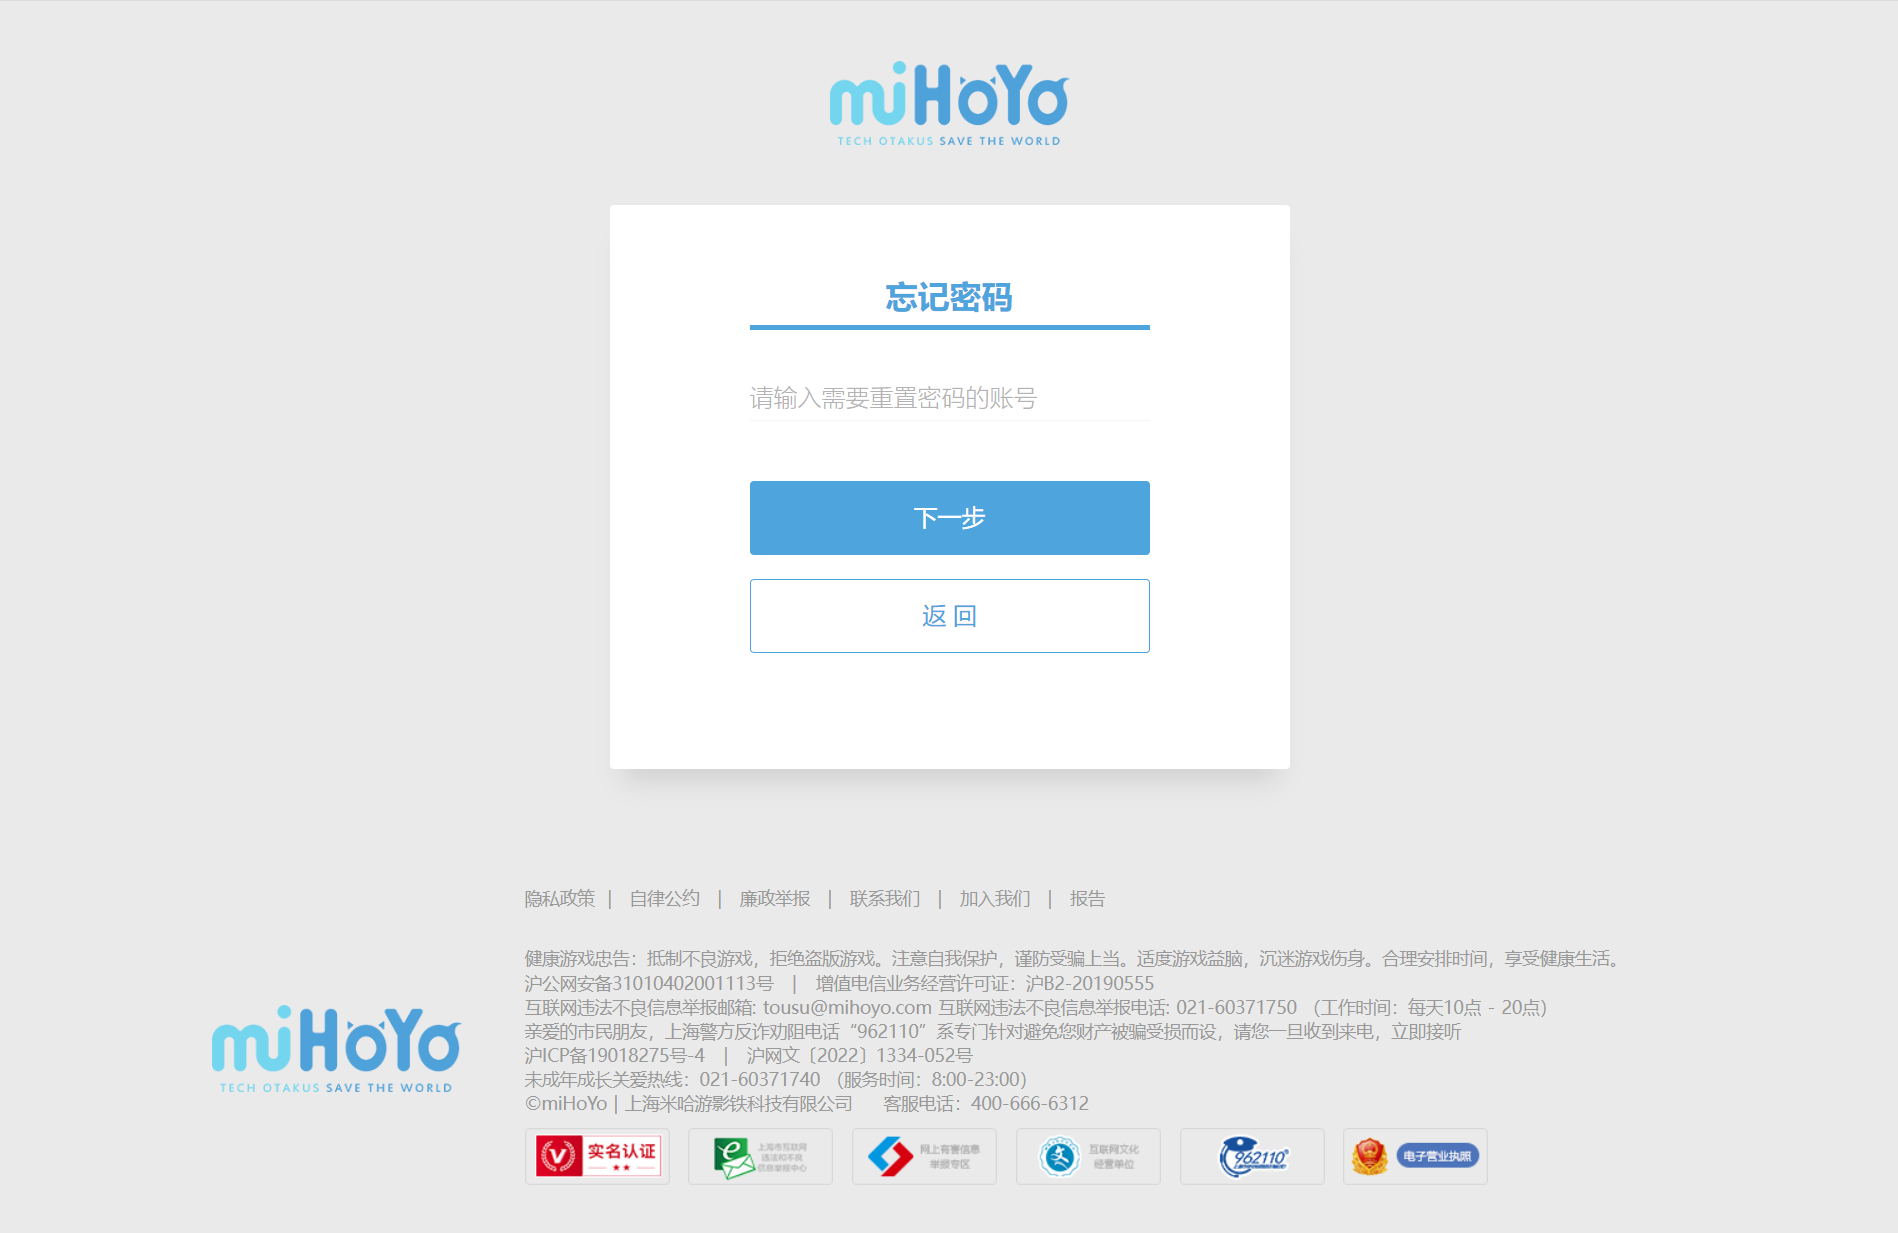 miHoYo
TECH OTAKUS SAVE THE WORLD
忘记密码
请输入需要重置密码的账号
下一步
返 回
隐私政策 | 自律公约 | 廉政举报 | 联系我们 | 加入我们 | 报告
健康游戏忠告：抵制不良游戏，拒绝盗版游戏。注意自我保护，谨防受骗上当。适度游戏益脑，沉迷游戏伤身。合理安排时间，享受健康生活。
沪公网安备31010402001113号 | 增值电信业务经营许可证：沪B2-20190555
互联网违法不良信息举报邮箱: tousu@mihoyo.com 互联网违法不良信息举报电话: 021-60371750 （工作时间：每天10点 - 20点）
亲爱的市民朋友，上海警方反诈劝阻电话“962110”系专门针对避免您财产被骗受损而设，请您一旦收到来电，立即接听
沪ICP备19018275号-4 | 沪网文〔2022〕1334-052号
未成年成长关爱热线：021-60371740 （服务时间：8:00-23:00）
©miHoYo | 上海米哈游影铁科技有限公司 客服电话：400-666-6312
miHoYo
TECH OTAKUS SAVE THE WORLD
实名认证
上海市互联网
违法和不良
信息举报中心
网上有害信息
举报专区
互联网文化
经营单位
962110
电子营业执照